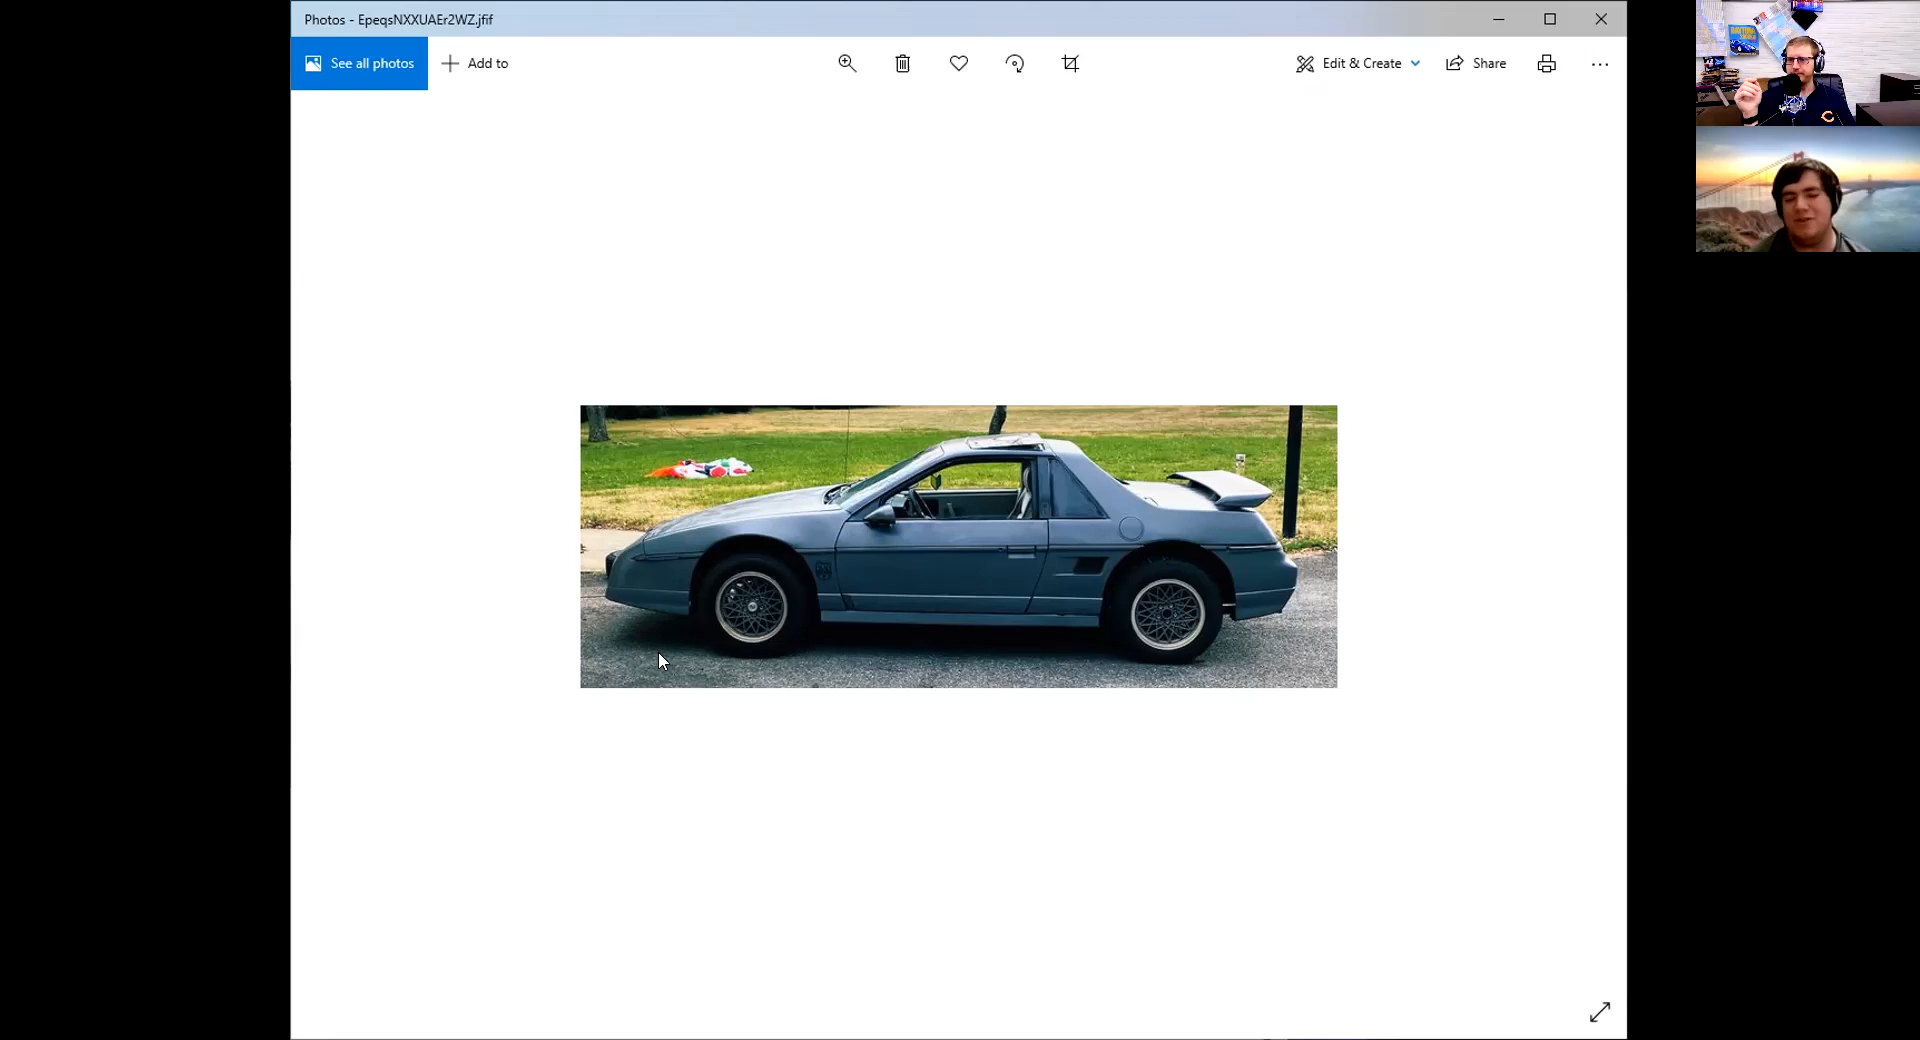 Photos - EpeqsNXXUAEr2WZ.jfif
See all photos
Add to
Edit & Create
Share